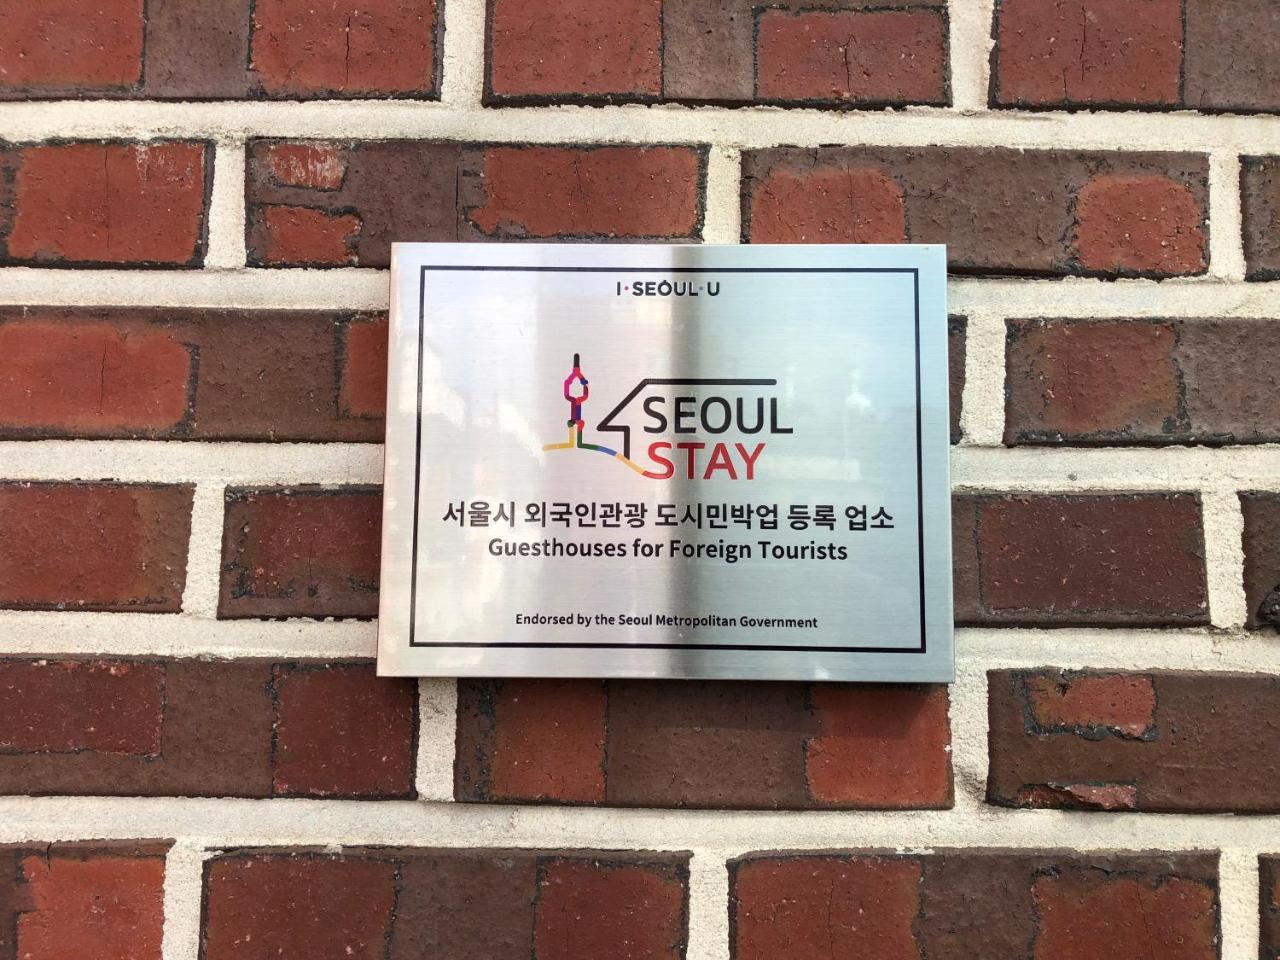 I·SEOUL·U
SEOUL
STAY
서울시 외국인관광 도시민박업 등록 업소
Guesthouses for Foreign Tourists
Endorsed by the Seoul Metropolitan Government